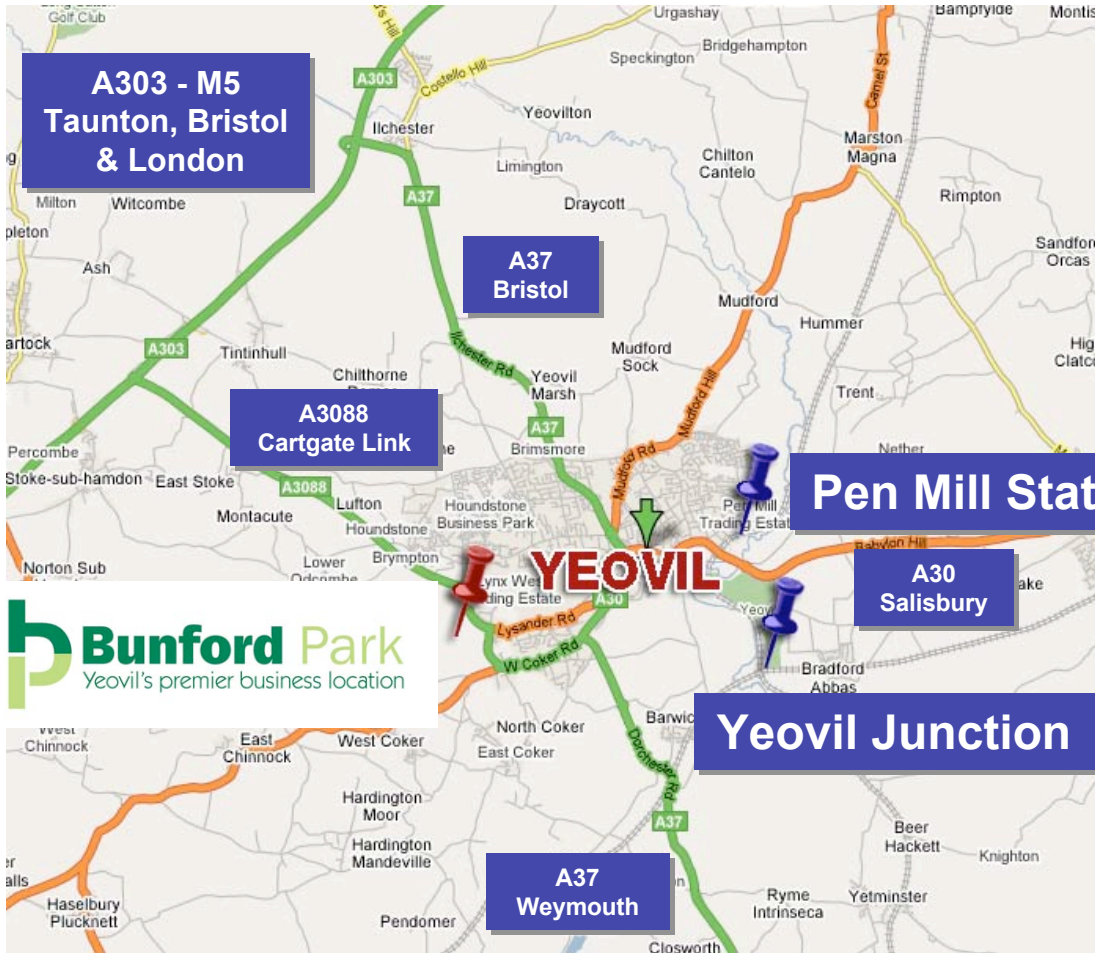 Golf Club
Urgashay
Bampfylde
Bridgehampton
Speckington
A303 - M5
Taunton, Bristol
& London
A303
Costello Hill
Camel St
Yeovilton
Ilchester
Marston
Magna
Limington
Chilton
Cantelo
A37
Rimpton
Milton
Witcombe
Draycott
Ash
A37
Bristol
Orcas
Mudford
Hummer
A303
Tintinhull
Ilchester Rd
Mudford
Sock
Chilthorne
Yeovil
Marsh
Mudford Hill
Trent
A3088
Cartgate Link
A37
Percombe
Brimsmore
Mudford Rd
Nether
Stoke-sub-hamdon
East Stoke
A3088
Lufton
Houndstone
Business Park
Pen Mill
Trading Estate
Pen Mill Stat
Montacute
Houndstone
Babylon Hill
Norton Sub
Lower
Brympton
YEOVIL
A30
Salisbury
A30
Lysander Rd
W Coker Rd
Bunford Park
Yeovil's premier business location
Bradford
Abbas
West
Chinnock
East
Chinnock
West Coker
North Coker
East Coker
Yeovil Junction
Dorchester Rd
Hardington
Moor
A37
Hardington
Mandeville
Beer
Hackett
Knighton
A37
Weymouth
Haselbury
Plucknett
Pendomer
Ryme
Intrinseca
Yetminster
Closworth